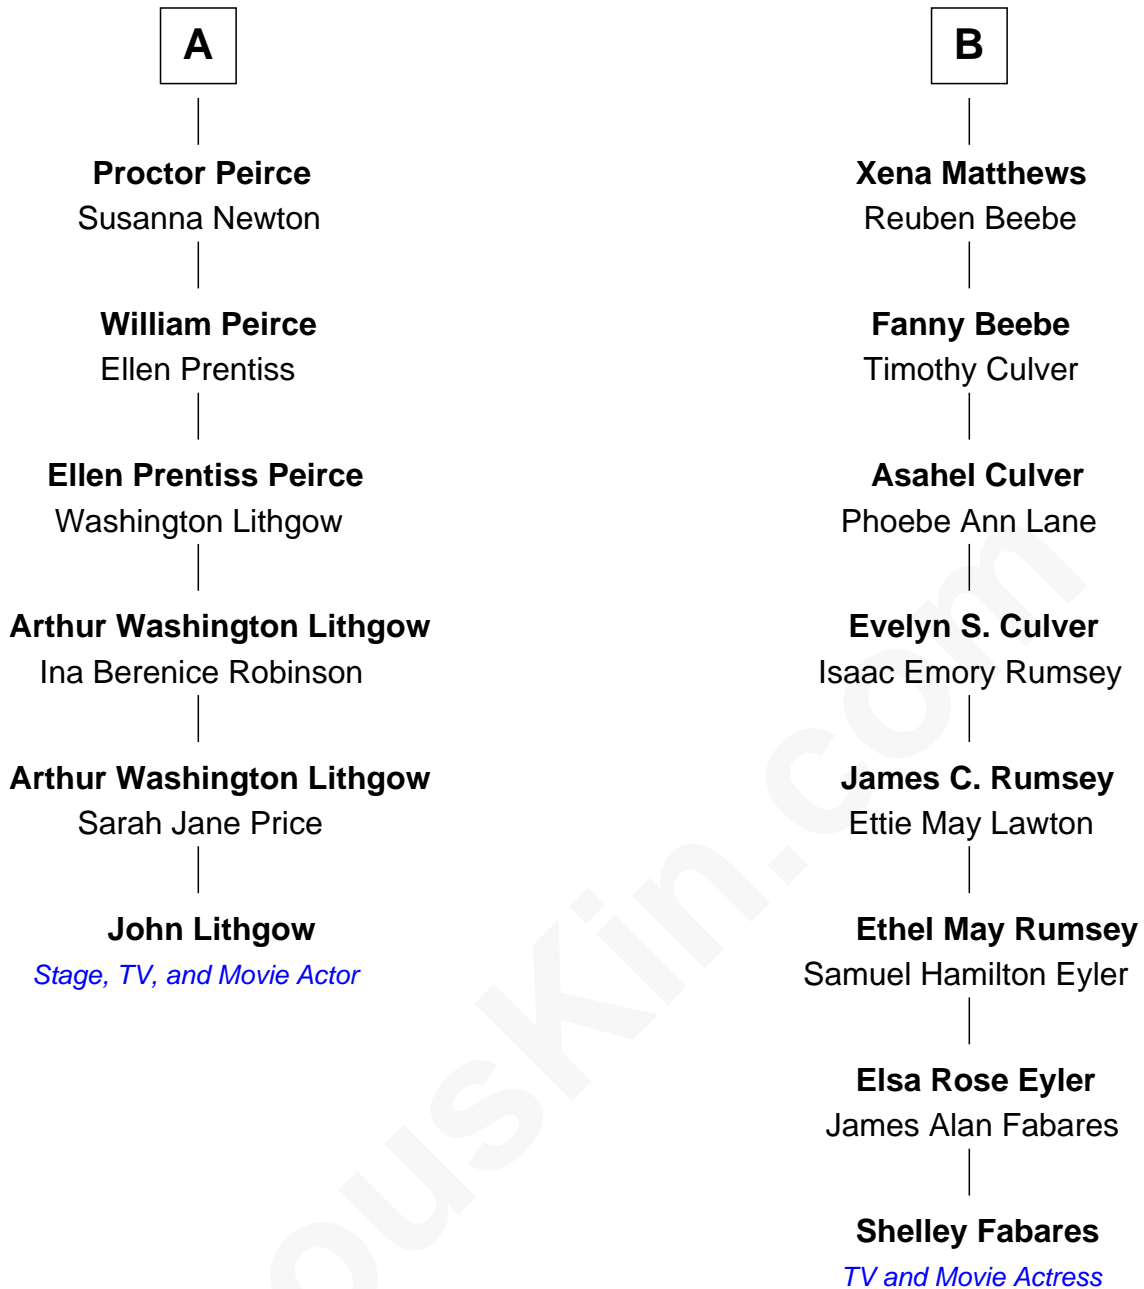 A
Proctor Peirce
Susanna Newton
William Peirce
Ellen Prentiss
Ellen Prentiss Peirce
Washington Lithgow
Arthur Washington Lithgow
Ina Berenice Robinson
Arthur Washington Lithgow
Sarah Jane Price
John Lithgow
Stage, TV, and Movie Actor
B
Xena Matthews
Reuben Beebe
Fanny Beebe
Timothy Culver
Asahel Culver
Phoebe Ann Lane
Evelyn S. Culver
Isaac Emory Rumsey
James C. Rumsey
Ettie May Lawton
Ethel May Rumsey
Samuel Hamilton Eyler
Elsa Rose Eyler
James Alan Fabares
Shelley Fabares
TV and Movie Actress
ousKin.com